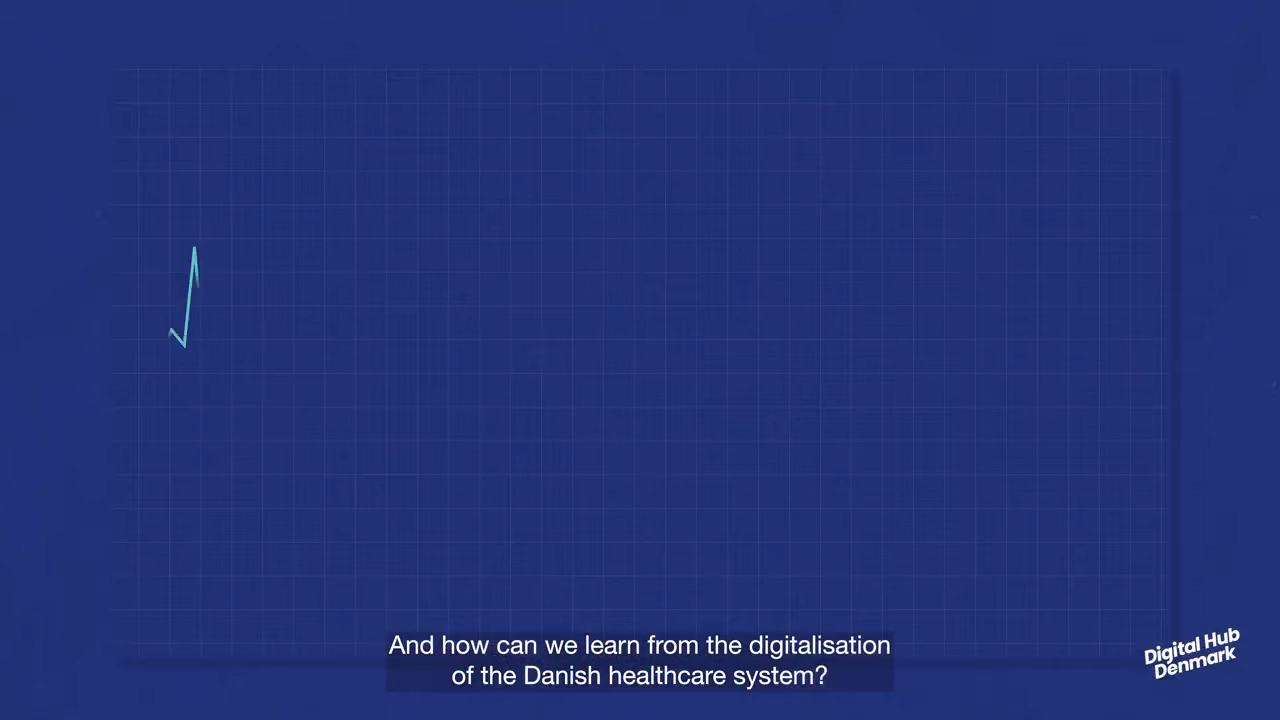 And how can we learn from the digitalisation
of the Danish healthcare system?
Digital Hub
Denmark